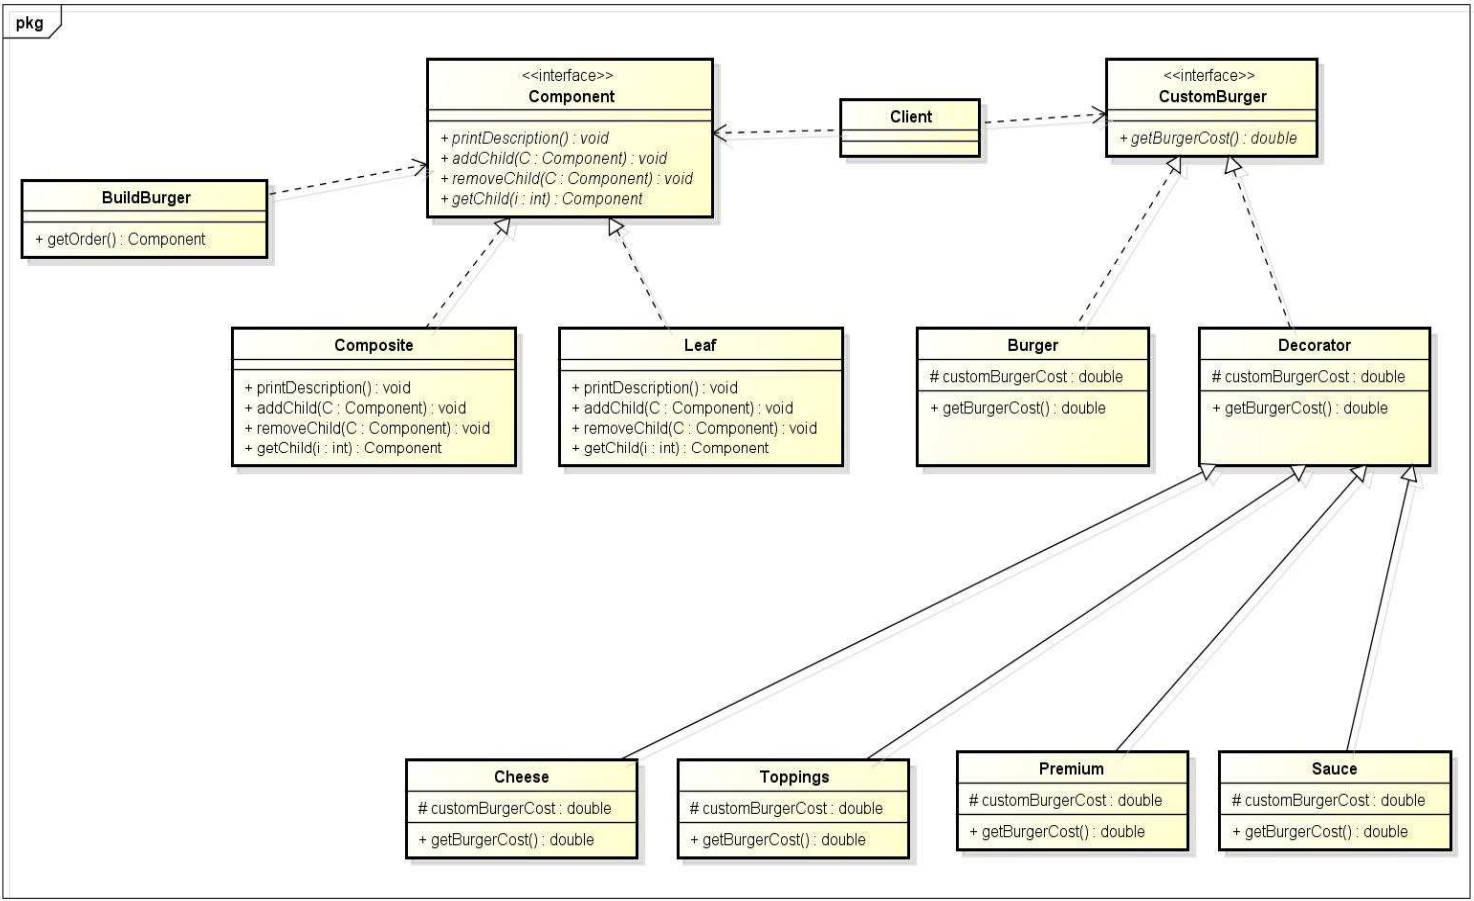 pkg
<<interface>>
Component
+ printDescription() : void
+ addChild(C : Component) : void
+ removeChild(C : Component) : void
+ getChild(i : int) : Component
Client
<<interface>>
CustomBurger
+ getBurgerCost() : double
BuildBurger
+ getOrder() : Component
Composite
+ printDescription() : void
+ addChild(C : Component) : void
+ removeChild(C : Component) : void
+ getChild(i : int) : Component
Leaf
+ printDescription() : void
+ addChild(C : Component) : void
+ removeChild(C : Component) : void
+ getChild(i : int) : Component
Burger
# customBurgerCost : double
+ getBurgerCost() : double
Decorator
# customBurgerCost : double
+ getBurgerCost() : double
Cheese
# customBurgerCost : double
+ getBurgerCost() : double
Toppings
# customBurgerCost : double
+ getBurgerCost() : double
Premium
# customBurgerCost : double
+ getBurgerCost() : double
Sauce
# customBurgerCost : double
+ getBurgerCost() : double